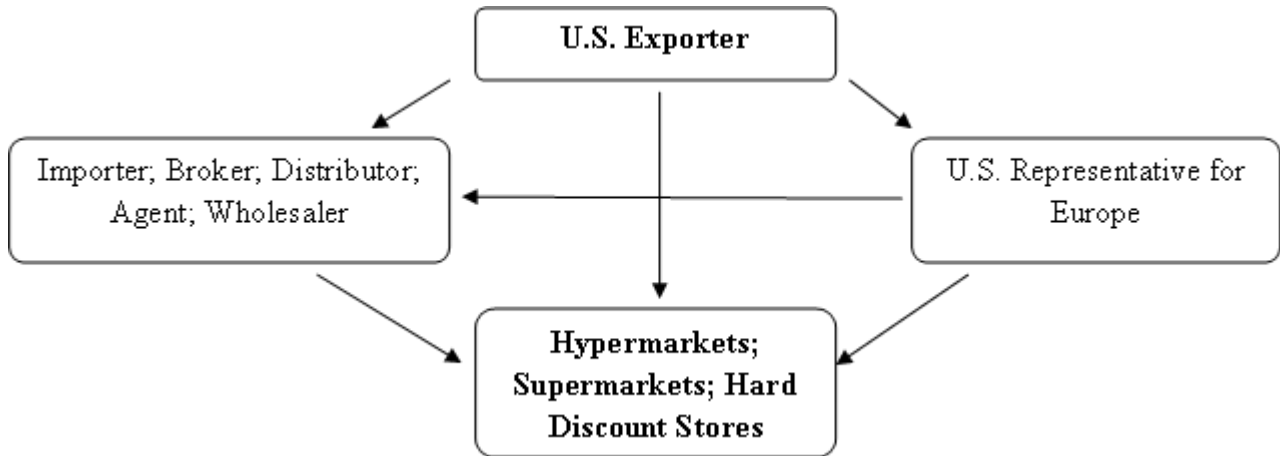 U.S. Exporter
Importer; Broker; Distributor;
Agent; Wholesaler
U.S. Representative for
Europe
Hypermarkets;
Supermarkets; Hard
Discount Stores